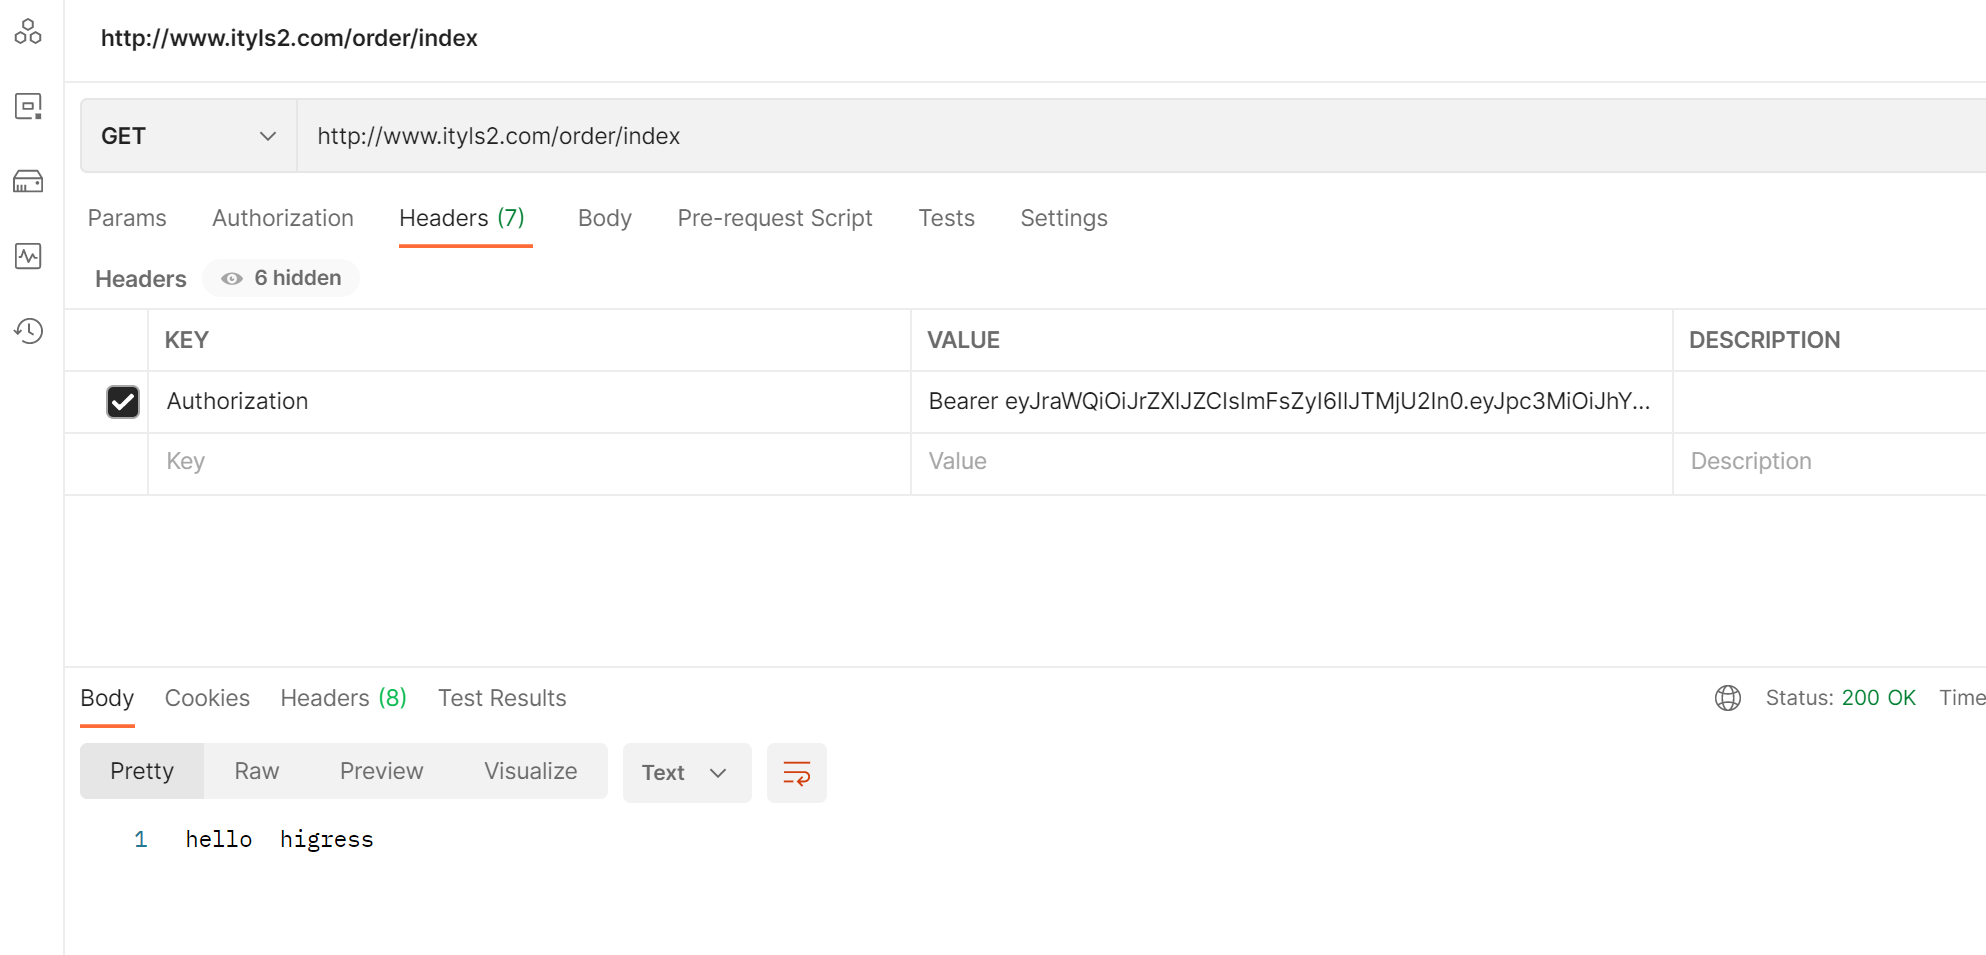 http://www.ityls2.com/order/index
GET http://www.ityls2.com/order/index
Params Authorization Headers (7) Body Pre-request Script Tests Settings
Headers 6 hidden
KEY VALUE DESCRIPTION
Authorization Bearer eyJraWQiOiJrZXlJZCIsImFsZyI6IlJTMjU2In0.eyJpc3MiOiJhY...
Key Value Description
Body Cookies Headers (8) Test Results Status: 200 OK Time
Pretty Raw Preview Visualize Text
1 hello higress